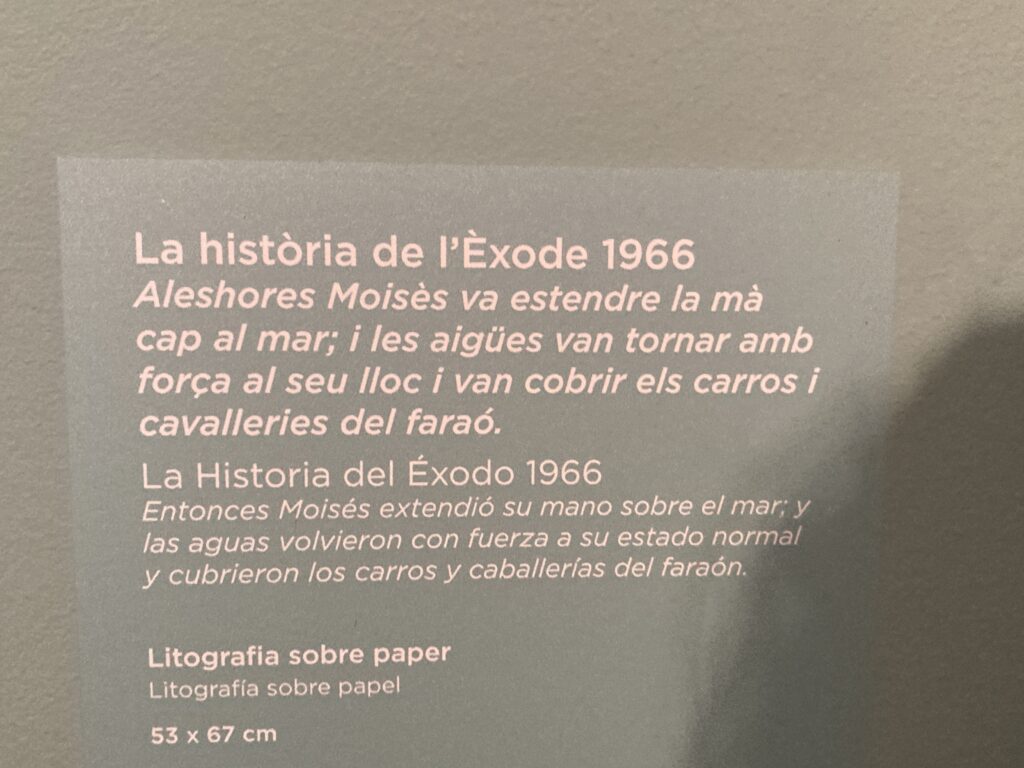 La història de l'Èxode 1966
Aleshores Moisès va estendre la mà
cap al mar; i les aigües van tornar amb
força al seu lloc i van cobrir els carros i
cavalleries del faraó.
La Historia del Éxodo 1966
Entonces Moisés extendió su mano sobre el mar; y
las aguas volvieron con fuerza a su estado normal
y cubrieron los carros y caballerías del faraón.
Litografia sobre paper
Litografía sobre papel
53 x 67 cm